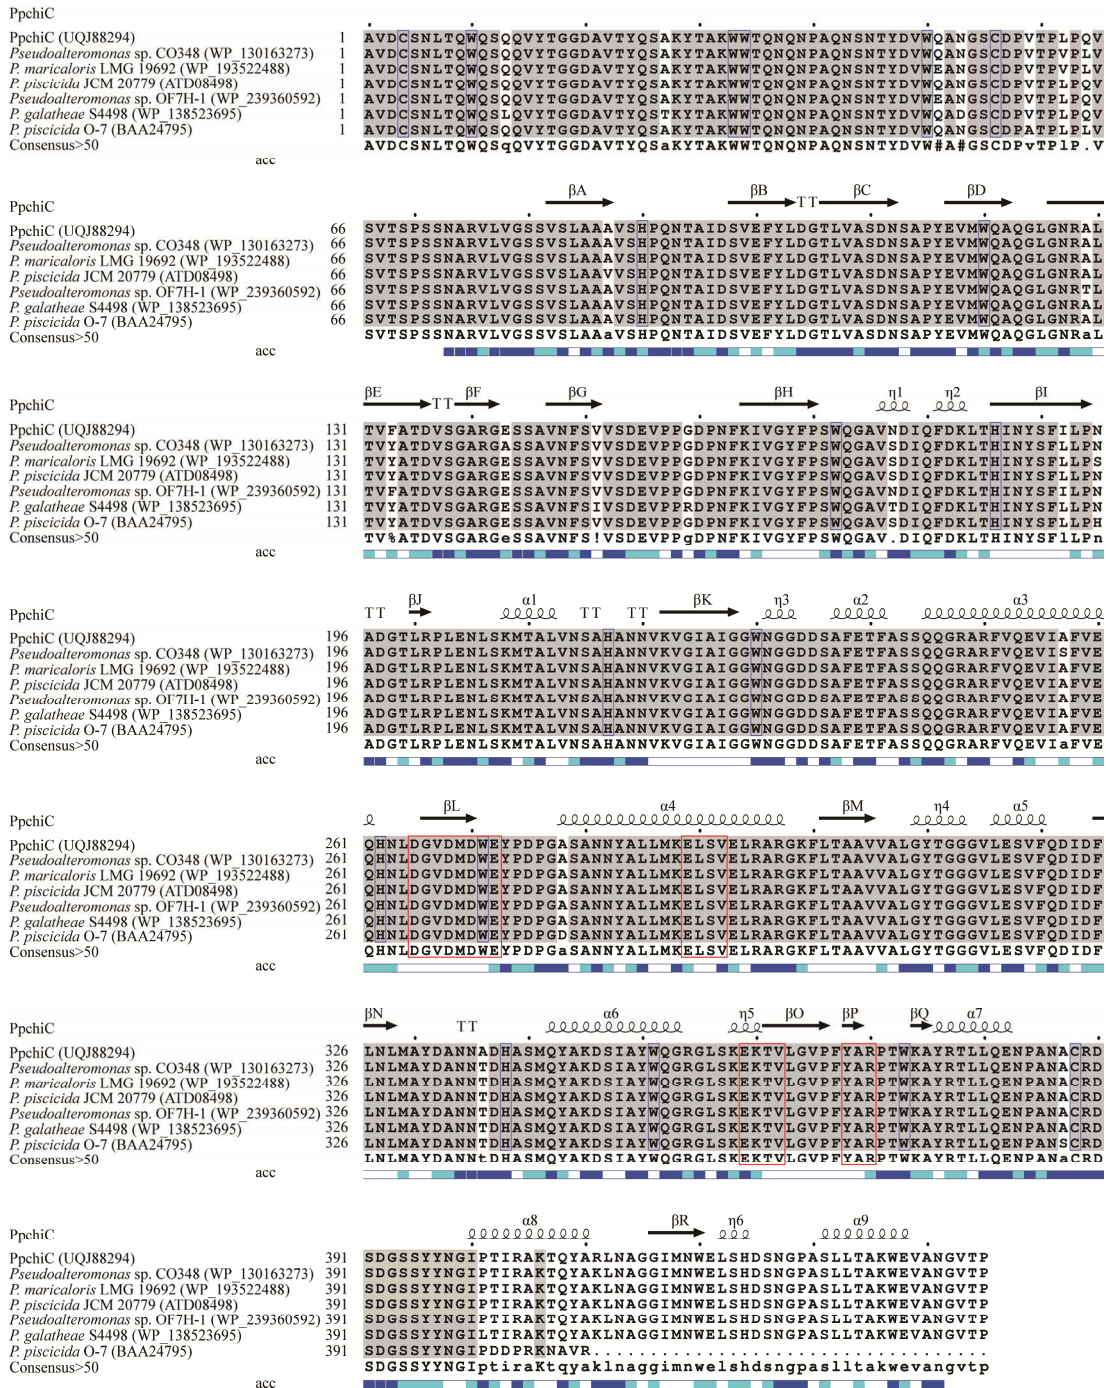 PpchiC
PpchiC (UQJ88294) 1 AVDCSNLTQWQSQQVYTGGDAVTYQSAKYTAKWWTQNQNPAQNSNTYDVWQANGSCDPVTPLPQV
Pseudoalteromonas sp. CO348 (WP_130163273) 1 AVDCSNLTQWQSQQVYTGGDAVTYQSAKYTAKWWTQNQNPAQNSNTYDVWQANGSCDPVTPLPLV
P. maricaloris LMG 19692 (WP_193522488) 1 AVDCSNLTQWQSQQVYTGGDAVTYQSAKYTAKWWTQNQNPAQNSNTYDVWEANGSCDPVTPVPLV
P. piscicida JCM 20779 (ATD08498) 1 AVDCSNLTQWQSQQVYTGGDAVTYQSAKYTAKWWTQNQNPAQNSNTYDVWQANGSCDPVTPLPQV
Pseudoalteromonas sp. OF7H-1 (WP_239360592) 1 AVDCSNLTQWQSQQVYTGGDAVTYQSAKYTAKWWTQNQNPAQNSNTYDVWEANGSCDPVTPLPQV
P. galatheae S4498 (WP_138523695) 1 AVDCSNLTQWQSLQVYTGGDAVTYQSTKYTAKWWTQNQNPAQNSNTYDVWQADGSCDPVTPIPQV
P. piscicida O-7 (BAA24795) 1 AVDCSNLTQWQSQQVYTGGDAVTYQSAKYTAKWWTQNQNPAQNSNTYDVWQANGSCDPATPLPLV
Consensus>50 AVDCSNLTQWQSqQVYTGGDAVTYQSaKYTAKWWTQNQNPAQNSNTYDVW#A#GSCDPvTPlP.V
acc
βA βB TT βC βD
PpchiC
PpchiC (UQJ88294) 66 SVTSPSSNARVLVGSSVSLAAAVSHPQNTAIDSVEFYLDGTLVASDNSAPYEVMWQAQGLGNRAL
Pseudoalteromonas sp. CO348 (WP_130163273) 66 SVTSPSSNARVLVGSSVSLAAAVSHPQNTAIDSVEFYLDGTLVASDNSAPYEVMWQAQGLGNRAL
P. maricaloris LMG 19692 (WP_193522488) 66 SVTSPSSNARVLVGSSVSLAAVVSHPQNTAIDSVEFYLDGTLVASDNSAPYEVMWQAQGLGNRAL
P. piscicida JCM 20779 (ATD08498) 66 SVTSPSSNARVLVGSSVSLAAAVSHPQNTAIDSVEFYLDGTLVASDNSAPYEVMWQAQGLGNRAL
Pseudoalteromonas sp. OF7H-1 (WP_239360592) 66 SVTSPSSNARVLVGSSVSLAAAVSHPQNTAIDSVEFYLDGTLVASDNSAPYEVMWQAQGLGNRTL
P. galatheae S4498 (WP_138523695) 66 SVTSPSSNARVLVGSSVSLAAAVSHPQNTAIDSVEFYLDGTLVASDNSAPYEVMWQAQGLGNRAL
P. piscicida O-7 (BAA24795) 66 SVTSPSSNARVLVGSSVSLAAAVSHPQNTAIDSVEFYLDGTLVASDNSAPYEVMWQAQGLGNRAL
Consensus>50 SVTSPSSNARVLVGSSVSLAAaVSHPQNTAIDSVEFYLDGTLVASDNSAPYEVMWQAQGLGNRaL
acc
βE TT βF βG βH η1 η2 βI
PpchiC
PpchiC (UQJ88294) 131 TVFATDVSGARGESSAVNFSVVSDEVPPGDPNFKIVGYFPSWQGAVNDIQFDKLTHINYSFILPN
Pseudoalteromonas sp. CO348 (WP_130163273) 131 TVYATDVSGARGASSAVNFSVVSDEVPPGDPNFKIVGYFPSWQGAVSDIQFDKLTHINYSFLLPN
P. maricaloris LMG 19692 (WP_193522488) 131 TVYATDVSGARGESSAVNFSVVSDEVPPGDPNFKIVGYFPSWQGAVSDIQFDKLTHINYSFLLPS
P. piscicida JCM 20779 (ATD08498) 131 TVYATDVSGARGESSAVNFSVVSDEVPPRDPNFKIVGYFPSWQGAVSDIQFDKLTHINYSFLLPN
Pseudoalteromonas sp. OF7H-1 (WP_239360592) 131 TVFATDVSGARGESSAVNFSVVSDEVPPGDPNFKIVGYFPSWQGAVNDIQFDKLTHINYSFILPN
P. galatheae S4498 (WP_138523695) 131 TVYATDVSGARGESSAVNFSIVSDEVPPGDPNFKIVGYFPSWQGAVTDIQFDKLTHINYSFLLPN
P. piscicida O-7 (BAA24795) 131 TVYATDVSGARGESSAVNFSVVSDEVPPRDPNFKIVGYFPSWQGAVSDIQFDKLTHINYSFLLPH
Consensus>50 TV%ATDVSGARGeSSAVNFS!VSDEVPPgDPNFKIVGYFPSWQGAV.DIQFDKLTHINYSFlLPn
acc
TT βJ α1 TT TT βK η3 α2 α3
PpchiC
PpchiC (UQJ88294) 196 ADGTLRPLENLSKMTALVNSAHANNVKVGIAIGGWNGGDDSAFETFASSQQGRARFVQEVIAFVE
Pseudoalteromonas sp. CO348 (WP_130163273) 196 ADGTLRPLENLSKMTALVNSAHANNVKVGIAIGGWNGGDDSAFETFASSQQGRARFVQEVISFVE
P. maricaloris LMG 19692 (WP_193522488) 196 ADGTLRPLENLSKMTALVNSAHANNVKVGIAIGGWNGGDDSAFETFASSQQGRARFVQEVIAFVE
P. piscicida JCM 20779 (ATD08498) 196 ADGTLRPLENLSKMTALVNSAHANNVKVGIAIGGWNGGDDSAFETFASSQQGRARFVQEVIAFVE
Pseudoalteromonas sp. OF7H-1 (WP_239360592) 196 ADGTLRPLENLSKMTALVNSAHANNVKVGIAIGGWNGGDDSAFETFASSQQGRARFVQEVIAFVE
P. galatheae S4498 (WP_138523695) 196 ADGTLRPLENLSKMTALVNSAHANNVKVGIAIGGWNGGDDSAFETFASSQQGRARFVQEVIAFVE
P. piscicida O-7 (BAA24795) 196 ADGTLRPLENLSKMTALVNSAHANNVKVGIAIGGWNGGDDSAFETFASSQQGRARFVQEVIAFVE
Consensus>50 ADGTLRPLENLSKMTALVNSAHANNVKVGIAIGGWNGGDDSAFETFASSQQGRARFVQEVIaFVE
acc
βL α4 βM η4 α5
PpchiC
PpchiC (UQJ88294) 261 QHNLDGVDMDWEYPDPGASANNYALLMKELSVELRARGKFLTAAVVALGYTGGGVLESVFQDIDF
Pseudoalteromonas sp. CO348 (WP_130163273) 261 QHNLDGVDMDWEYPDPGASANNYALLMKELSVELRARGKFLTAAVVALGYTGGGVLESVFQDIDF
P. maricaloris LMG 19692 (WP_193522488) 261 QHNLDGVDMDWEYPDPGASANNYALLMKELSVELRARGKFLTAAVVALGYTGGGVLESVFQDIDF
P. piscicida JCM 20779 (ATD08498) 261 QHNLDGVDMDWEYPDPGASANNYALLMKELSVELRARGKFLTAAVVALGYTGGGVLESVFQDIDF
Pseudoalteromonas sp. OF7H-1 (WP_239360592) 261 QHNLDGVDMDWEYPDPGASANNYALLMKELSVELRARGKFLTAAVVALGYTGGGVLESVFQDIDF
P. galatheae S4498 (WP_138523695) 261 QHNLDGVDMDWEYPDPGASANNYALLMKELSVELRARGKFLTAAVVALGYTGGGVLESVFQDIDF
P. piscicida O-7 (BAA24795) 261 QHNLDGVDMDWEYPDPGDSANNYALLMKELSVELRARGKFLTAAVVALGYTGGGVLESVFQDIDF
Consensus>50 QHNLDGVDMDWEYPDPGaSANNYALLMKELSVELRARGKFLTAAVVALGYTGGGVLESVFQDIDF
acc
βN TT α6 η5 βO βP βQ α7
PpchiC
PpchiC (UQJ88294) 326 LNLMAYDANNADHASMQYAKDSIAYWQGRGLSKEKTVLGVPFYARPTWKAYRTLLQENPANACRD
Pseudoalteromonas sp. CO348 (WP_130163273) 326 LNLMAYDANNTDHASMQYAKDSIAYWQGRGLSKEKTVLGVPFYARPTWKAYRTLLQENPANACRD
P. maricaloris LMG 19692 (WP_193522488) 326 LNLMAYDANNTDHASMQYAKDSIAYWQGRGLSKEKTVLGVPFYARPTWKAYRTLLQENPANACRD
P. piscicida JCM 20779 (ATD08498) 326 LNLMAYDANNTDHASMQYAKDSIAYWQGRGLSKEKTVLGVPFYARPTWKAYRTLLQENPANACRD
Pseudoalteromonas sp. OF7H-1 (WP_239360592) 326 LNLMAYDANNTDHASMQYAKDSIAYWQGRGLSKEKTVLGVPFYARPTWKAYRTLLQENPANACRD
P. galatheae S4498 (WP_138523695) 326 LNLMAYDANNTDHASMQYAKDSIAYWQGRGLSKEKTVLGVPFYARPTWKAYRTLLQENPANACRD
P. piscicida O-7 (BAA24795) 326 LNLMAYDANNTDHASMQYAKDSIAYWQGRGLSKEKTVLGVPFYARPTWKAYRTLLQENPANSCRD
Consensus>50 LNLMAYDANNtDHASMQYAKDSIAYWQGRGLSKEKTVLGVPFYARPTWKAYRTLLQENPANaCRD
acc
α8 βR η6 α9
PpchiC
PpchiC (UQJ88294) 391 SDGSSYYNGIPTIRAKTQYARLNAGGIMNWELSHDSNGPASLLTAKWEVANGVTP
Pseudoalteromonas sp. CO348 (WP_130163273) 391 SDGSSYYNGIPTIRAKTQYAKLNAGGIMNWELSHDSNGPASLLTAKWEVANGVTP
P. maricaloris LMG 19692 (WP_193522488) 391 SDGSSYYNGIPTIRAKTQYAKLNAGGIMNWELSHDSNGPASLLTAKWEVANGVTP
P. piscicida JCM 20779 (ATD08498) 391 SDGSSYYNGIPTIRAKTQYAKLNAGGIMNWELSHDSNGPASLLTAKWEVANGVTP
Pseudoalteromonas sp. OF7H-1 (WP_239360592) 391 SDGSSYYNGIPTIRAKTQYAKLNAGGIMNWELSHDSNGPASLLTAKWEVANGVTP
P. galatheae S4498 (WP_138523695) 391 SDGSSYYNGILTIRAKTQYAKLNAGGIMNWELSHDSNGPASLLTAKWEVANGVTP
P. piscicida O-7 (BAA24795) 391 SDGSSYYNGIPDDPRKNAVR...................................
Consensus>50 SDGSSYYNGIptiraKtqyaklnaggimnwelshdsngpaslltakwevangvtp
acc